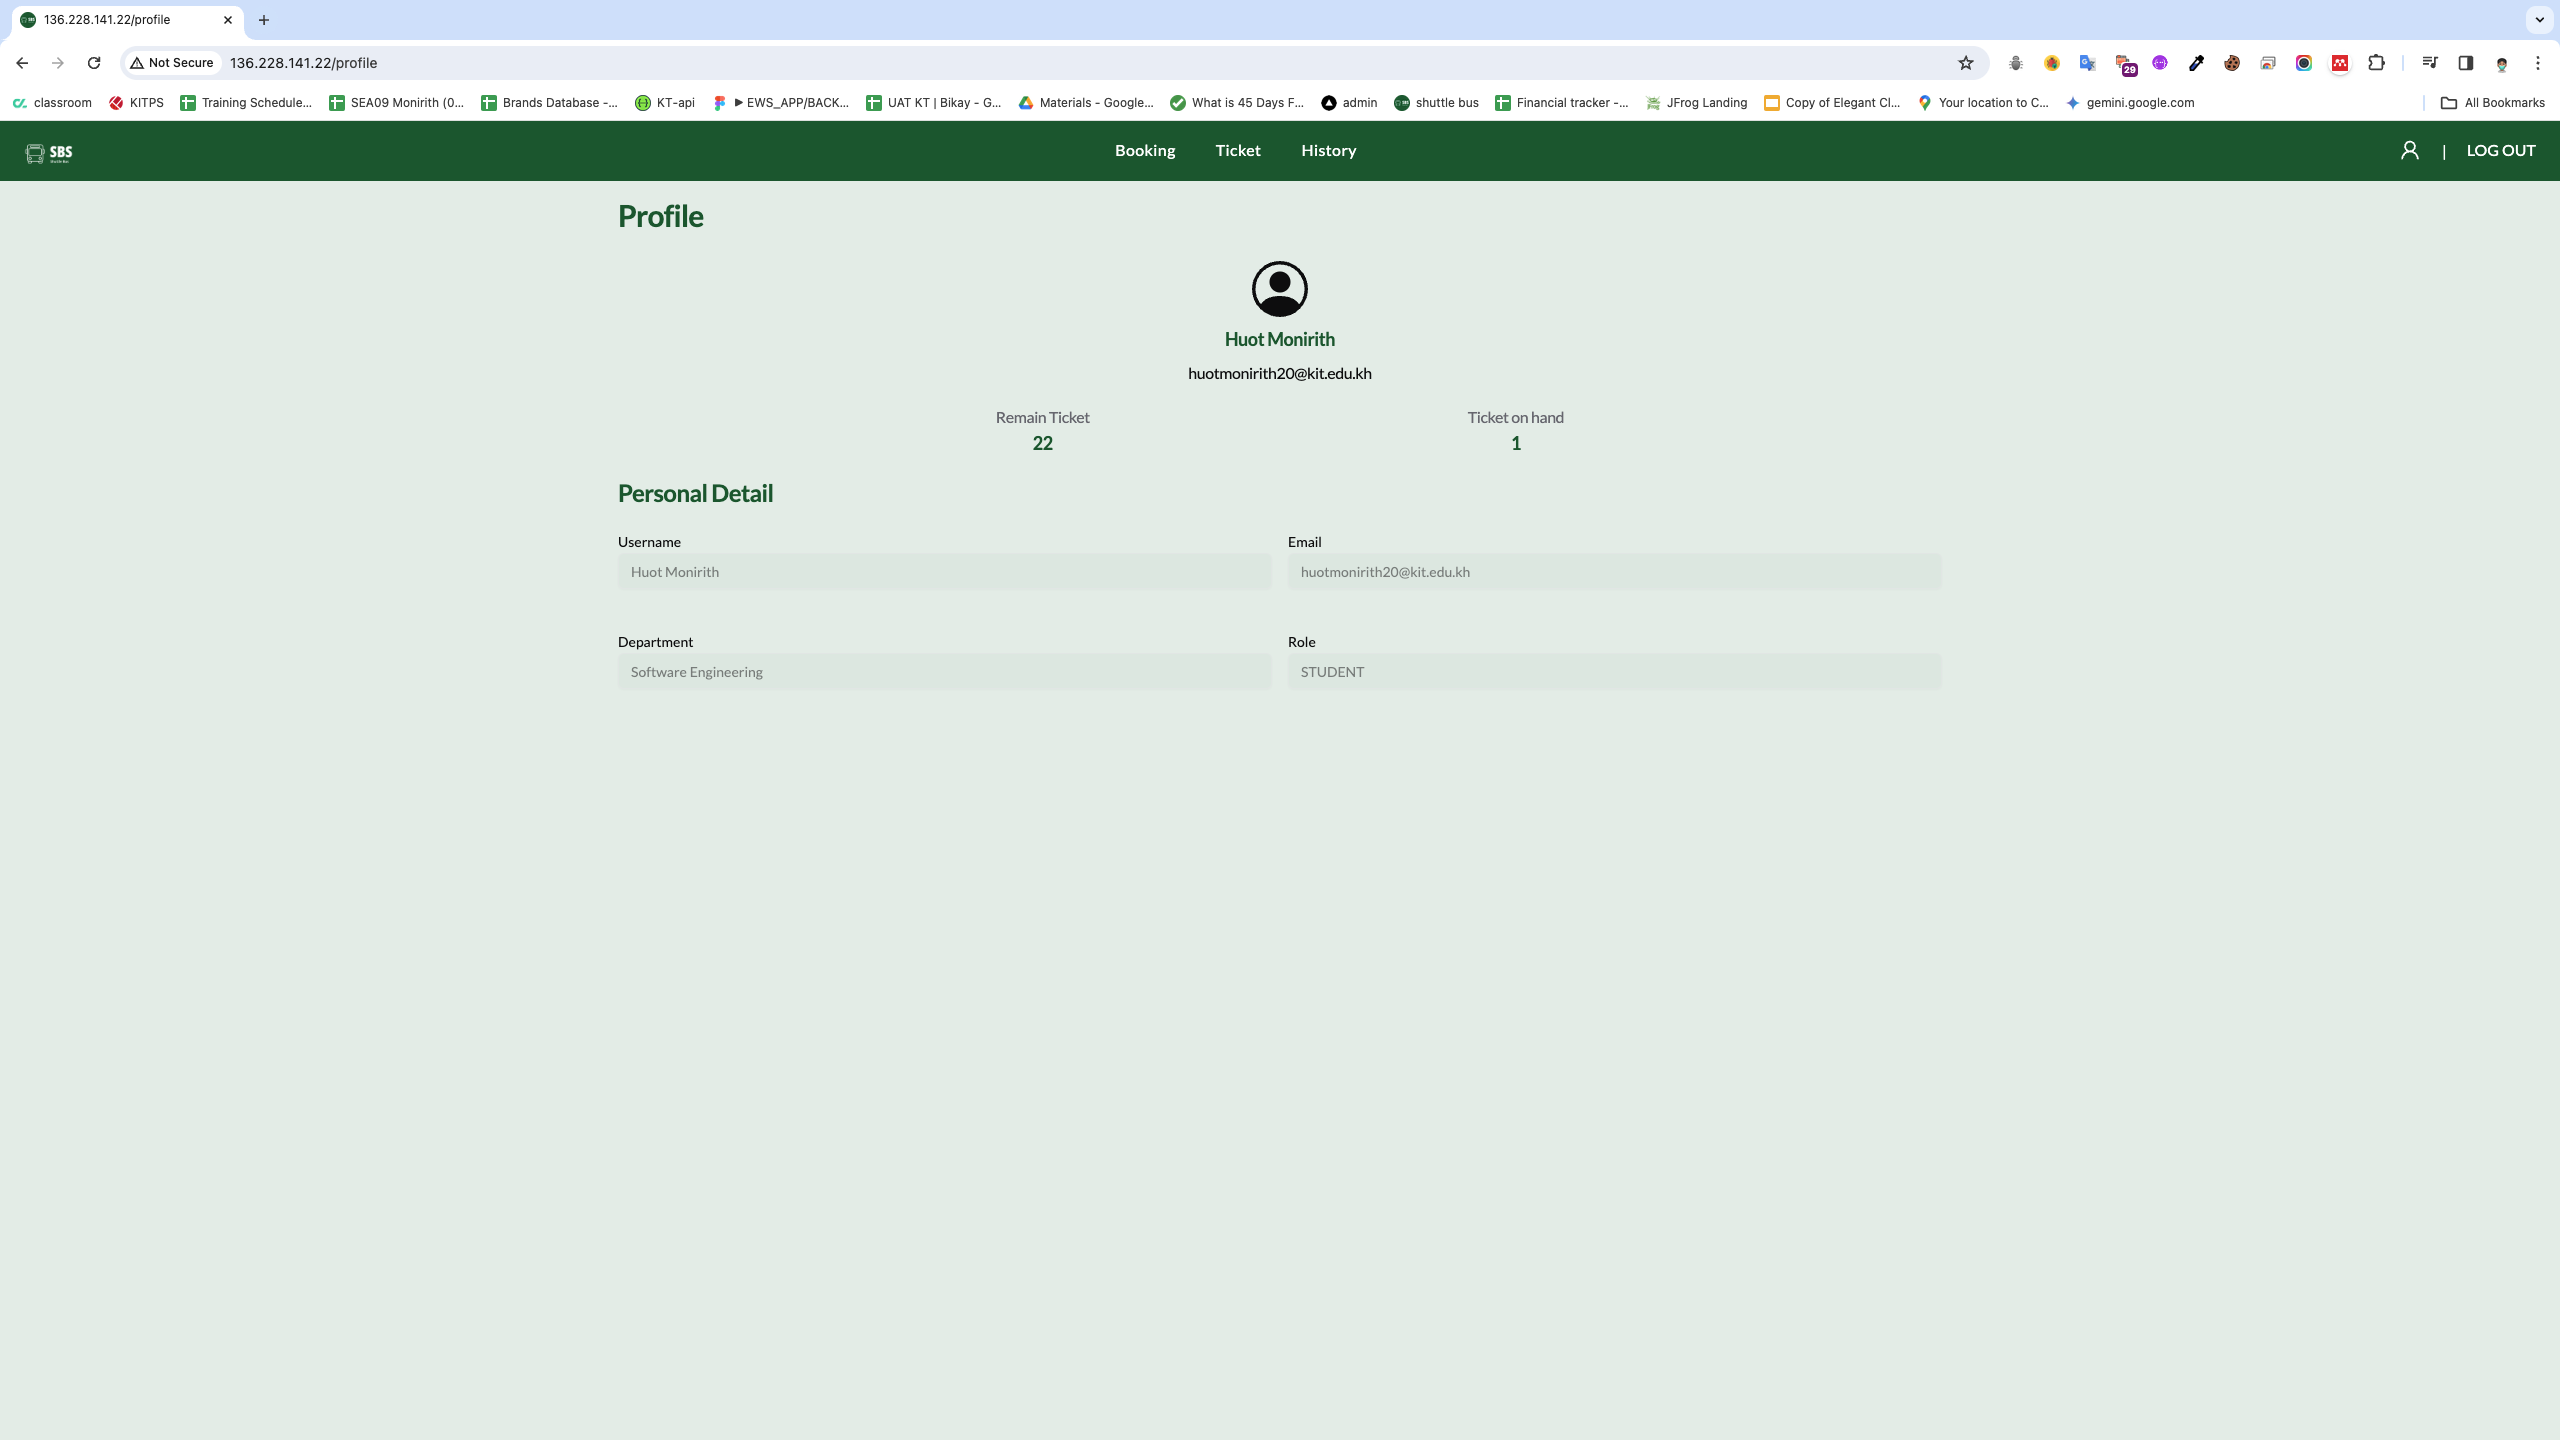 136.228.141.22/profile
Not Secure 136.228.141.22/profile
29
classroom KITPS Training Schedule... SEA09 Monirith (0... Brands Database -... KT-api ▶ EWS_APP/BACK... UAT KT | Bikay - G... Materials - Google... What is 45 Days F... admin shuttle bus Financial tracker -... JFrog Landing Copy of Elegant Cl... Your location to C... gemini.google.com All Bookmarks
SBS Booking Ticket History | LOG OUT
Profile
Huot Monirith
huotmonirith20@kit.edu.kh
Remain Ticket Ticket on hand
22 1
Personal Detail
Username Email
Huot Monirith huotmonirith20@kit.edu.kh
Department Role
Software Engineering STUDENT